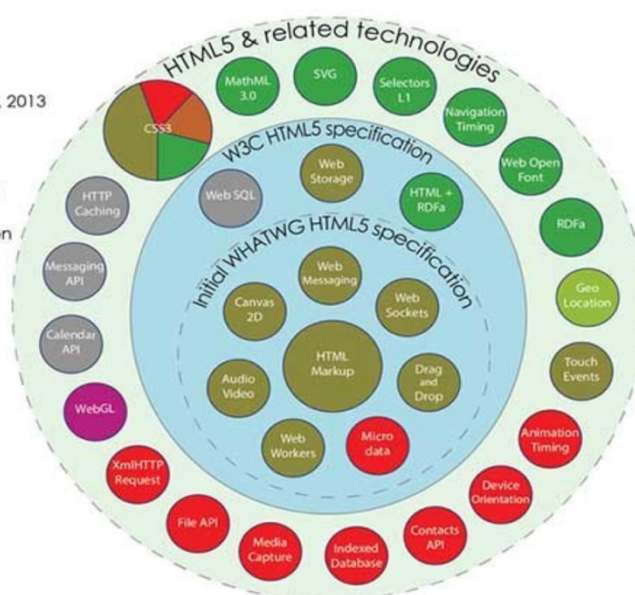 HTML5 & related technologies
, 2013
on
MathML
3.0
SVG
Selectors
L1
Navigation
Timing
Web Open
Font
RDFa
Geo
Location
Touch
Events
Animation
Timing
Device
Orientation
Contacts
API
Indexed
Database
Media
Capture
File API
XmlHTTP
Request
WebGL
Calendar
API
Messaging
API
HTTP
Caching
CSS3
W3C HTML5 specification
Web SQL
Web
Storage
HTML +
RDFa
Initial WHATWG HTML5 specification
Web
Messaging
Canvas
2D
Web
Sockets
HTML
Markup
Audio
Video
Drag
and
Drop
Web
Workers
Micro
data